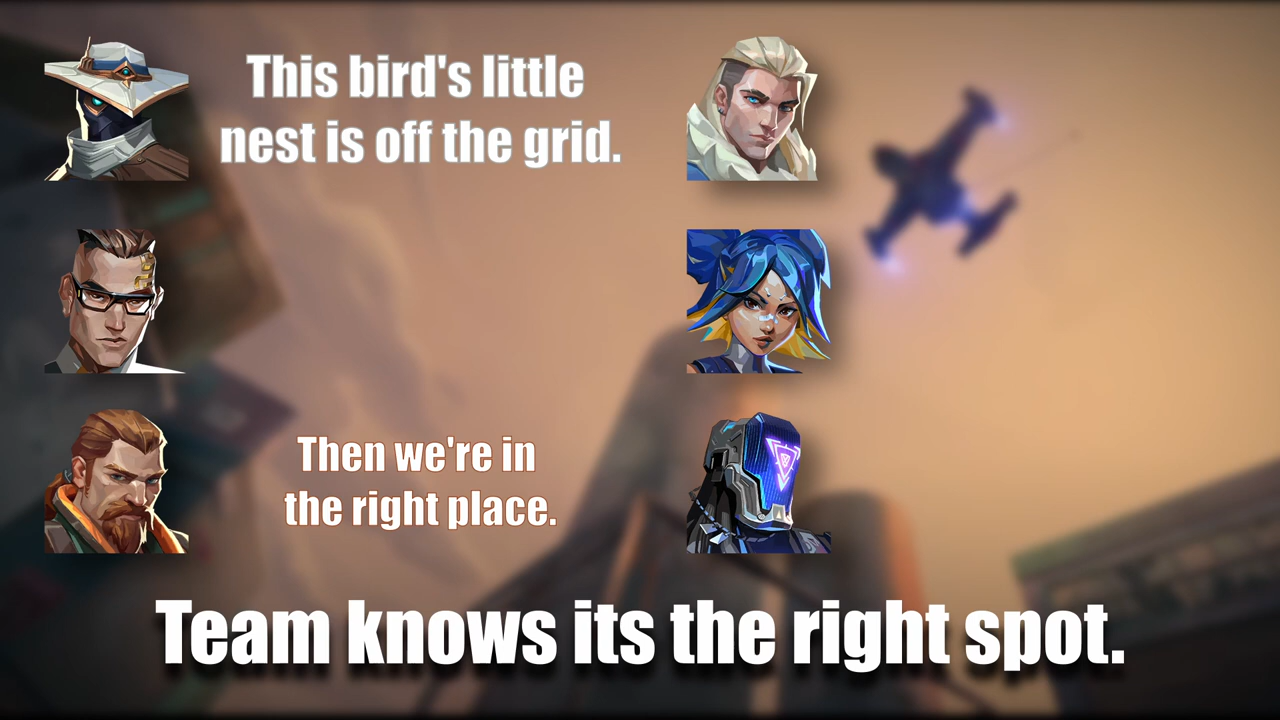 This bird's little
nest is off the grid.
Then we're in
the right place.
Team knows its the right spot.